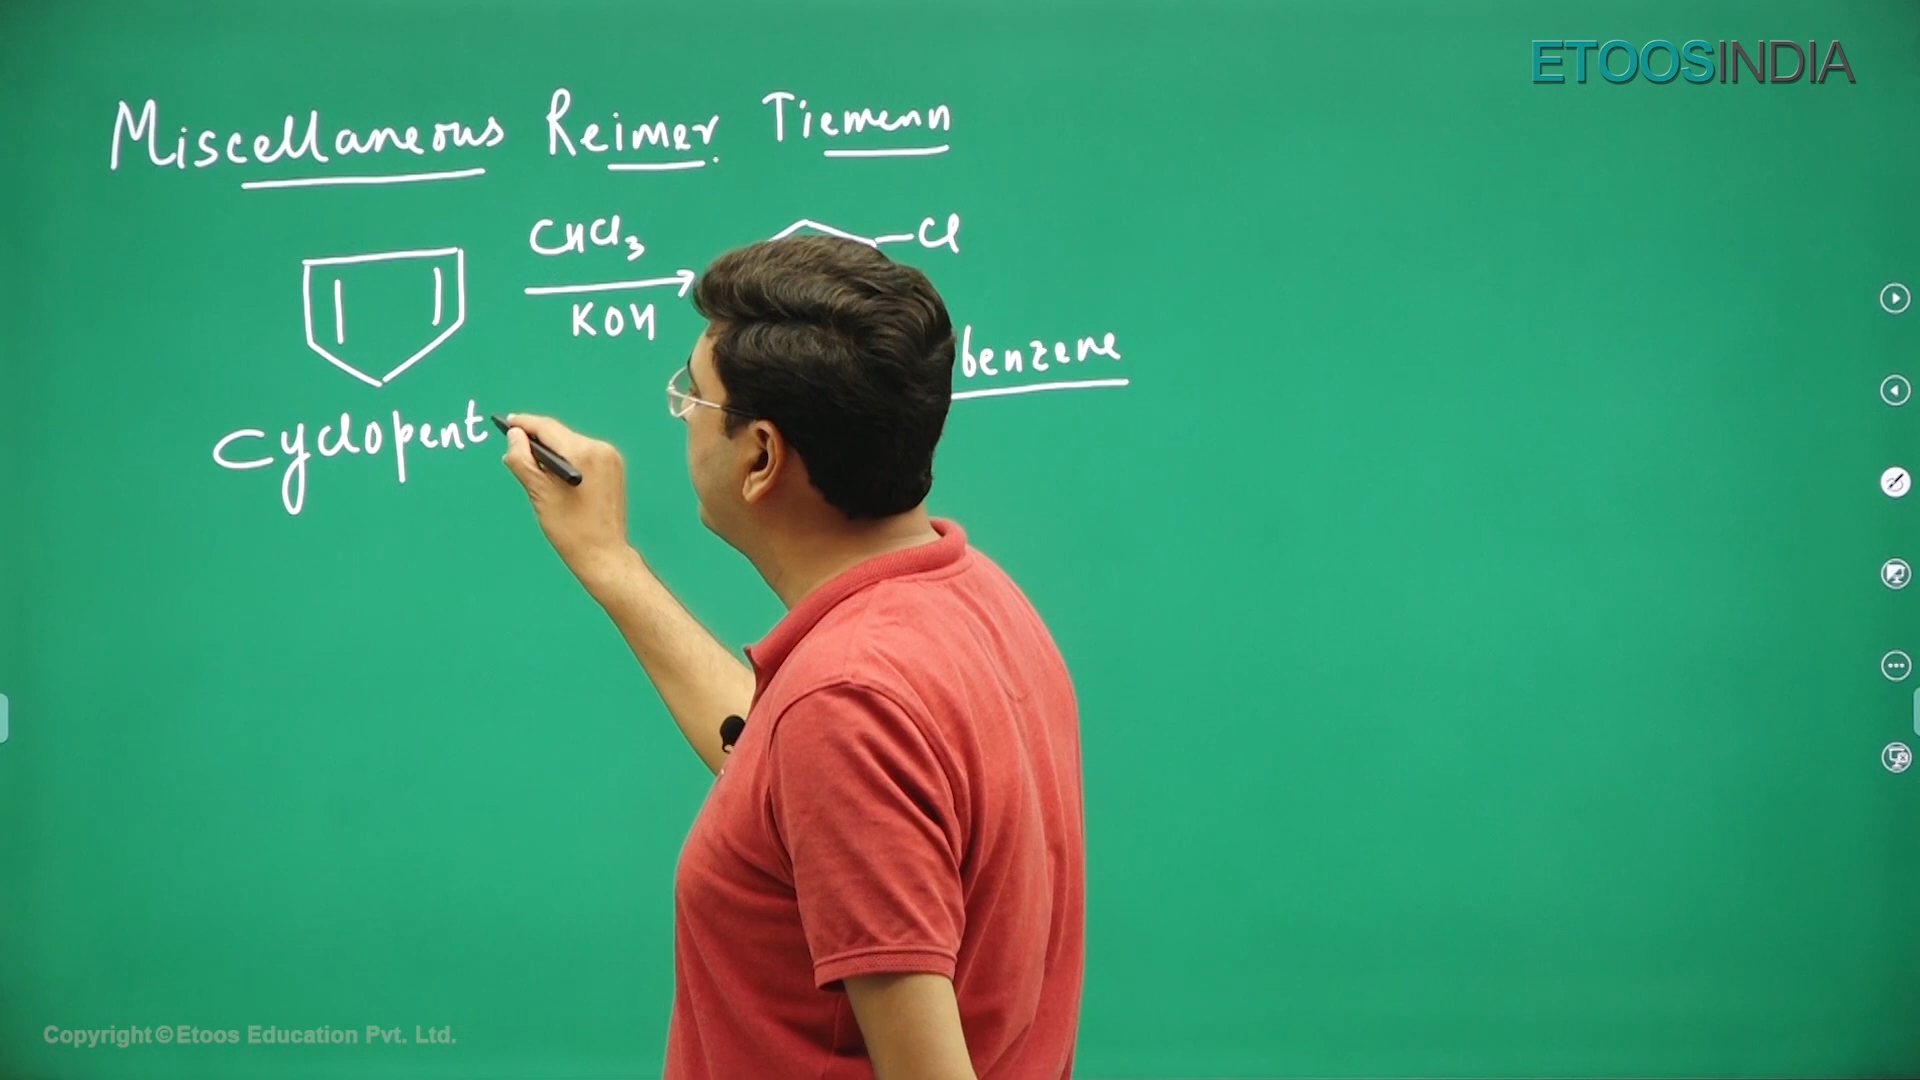 ETOOSINDIA
Miscellaneous Reimer Tiemann
CHCl3
Cl
KOH
benzene
Cyclopent
Copyright © Etoos Education Pvt. Ltd.